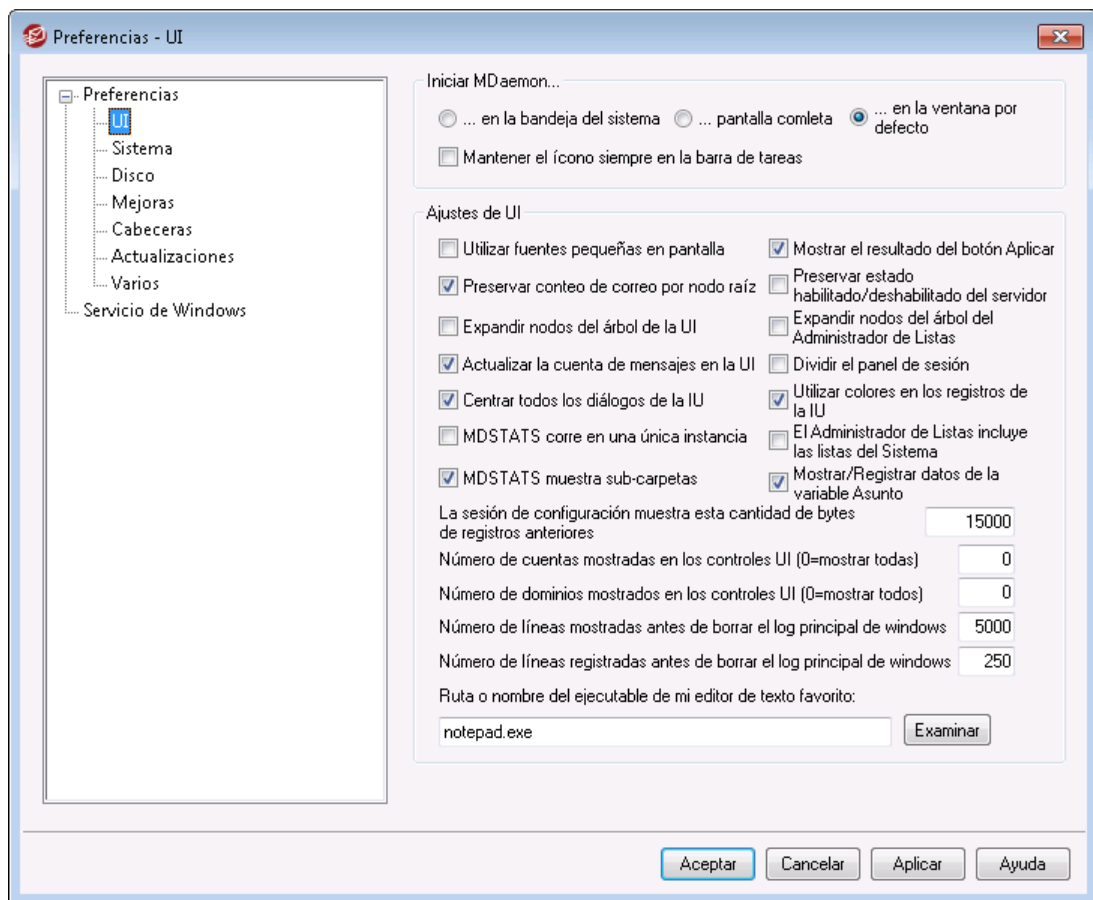 Preferencias - UI
Preferencias
UI
Sistema
Disco
Mejoras
Cabeceras
Actualizaciones
Varios
Servicio de Windows
Iniciar MDaemon...
... en la bandeja del sistema
... pantalla comleta
... en la ventana por
defecto
Mantener el ícono siempre en la barra de tareas
Ajustes de UI
Utilizar fuentes pequeñas en pantalla
Mostrar el resultado del botón Aplicar
Preservar conteo de correo por nodo raíz
Preservar estado
habilitado/deshabilitado del servidor
Expandir nodos del árbol de la UI
Expandir nodos del árbol del
Administrador de Listas
Actualizar la cuenta de mensajes en la UI
Dividir el panel de sesión
Centrar todos los diálogos de la IU
Utilizar colores en los registros de
la IU
MDSTATS corre en una única instancia
El Administrador de Listas incluye
las listas del Sistema
MDSTATS muestra sub-carpetas
Mostrar/Registrar datos de la
variable Asunto
La sesión de configuración muestra esta cantidad de bytes
de registros anteriores
15000
Número de cuentas mostradas en los controles UI (0=mostrar todas)
0
Número de dominios mostrados en los controles UI (0=mostrar todos)
0
Número de líneas mostradas antes de borrar el log principal de windows
5000
Número de líneas registradas antes de borrar el log principal de windows
250
Ruta o nombre del ejecutable de mi editor de texto favorito:
notepad.exe
Examinar
Aceptar
Cancelar
Aplicar
Ayuda